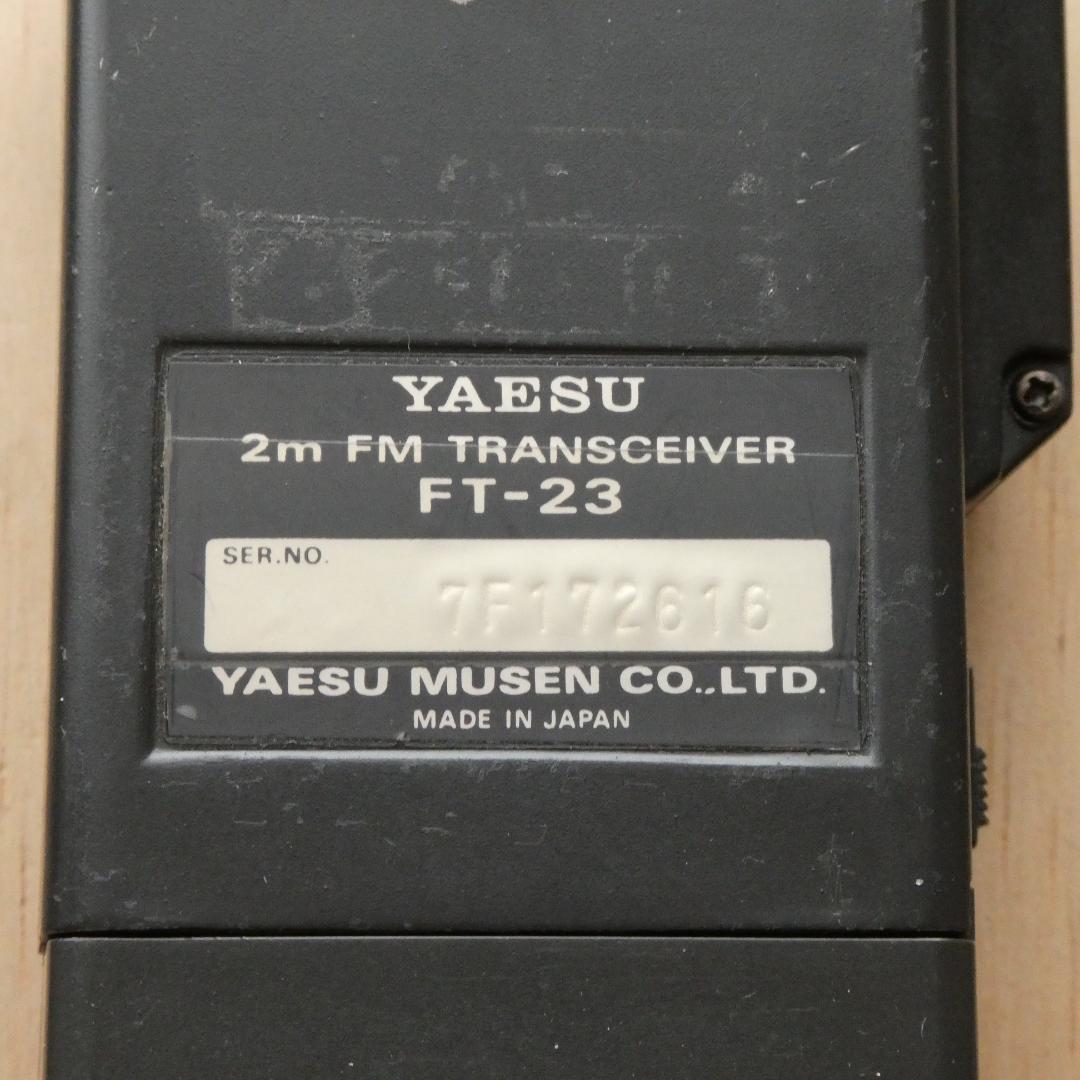 YAESU
2m FM TRANSCEIVER
FT-23
SER.NO.
7F172616
YAESU MUSEN CO.,LTD.
MADE IN JAPAN